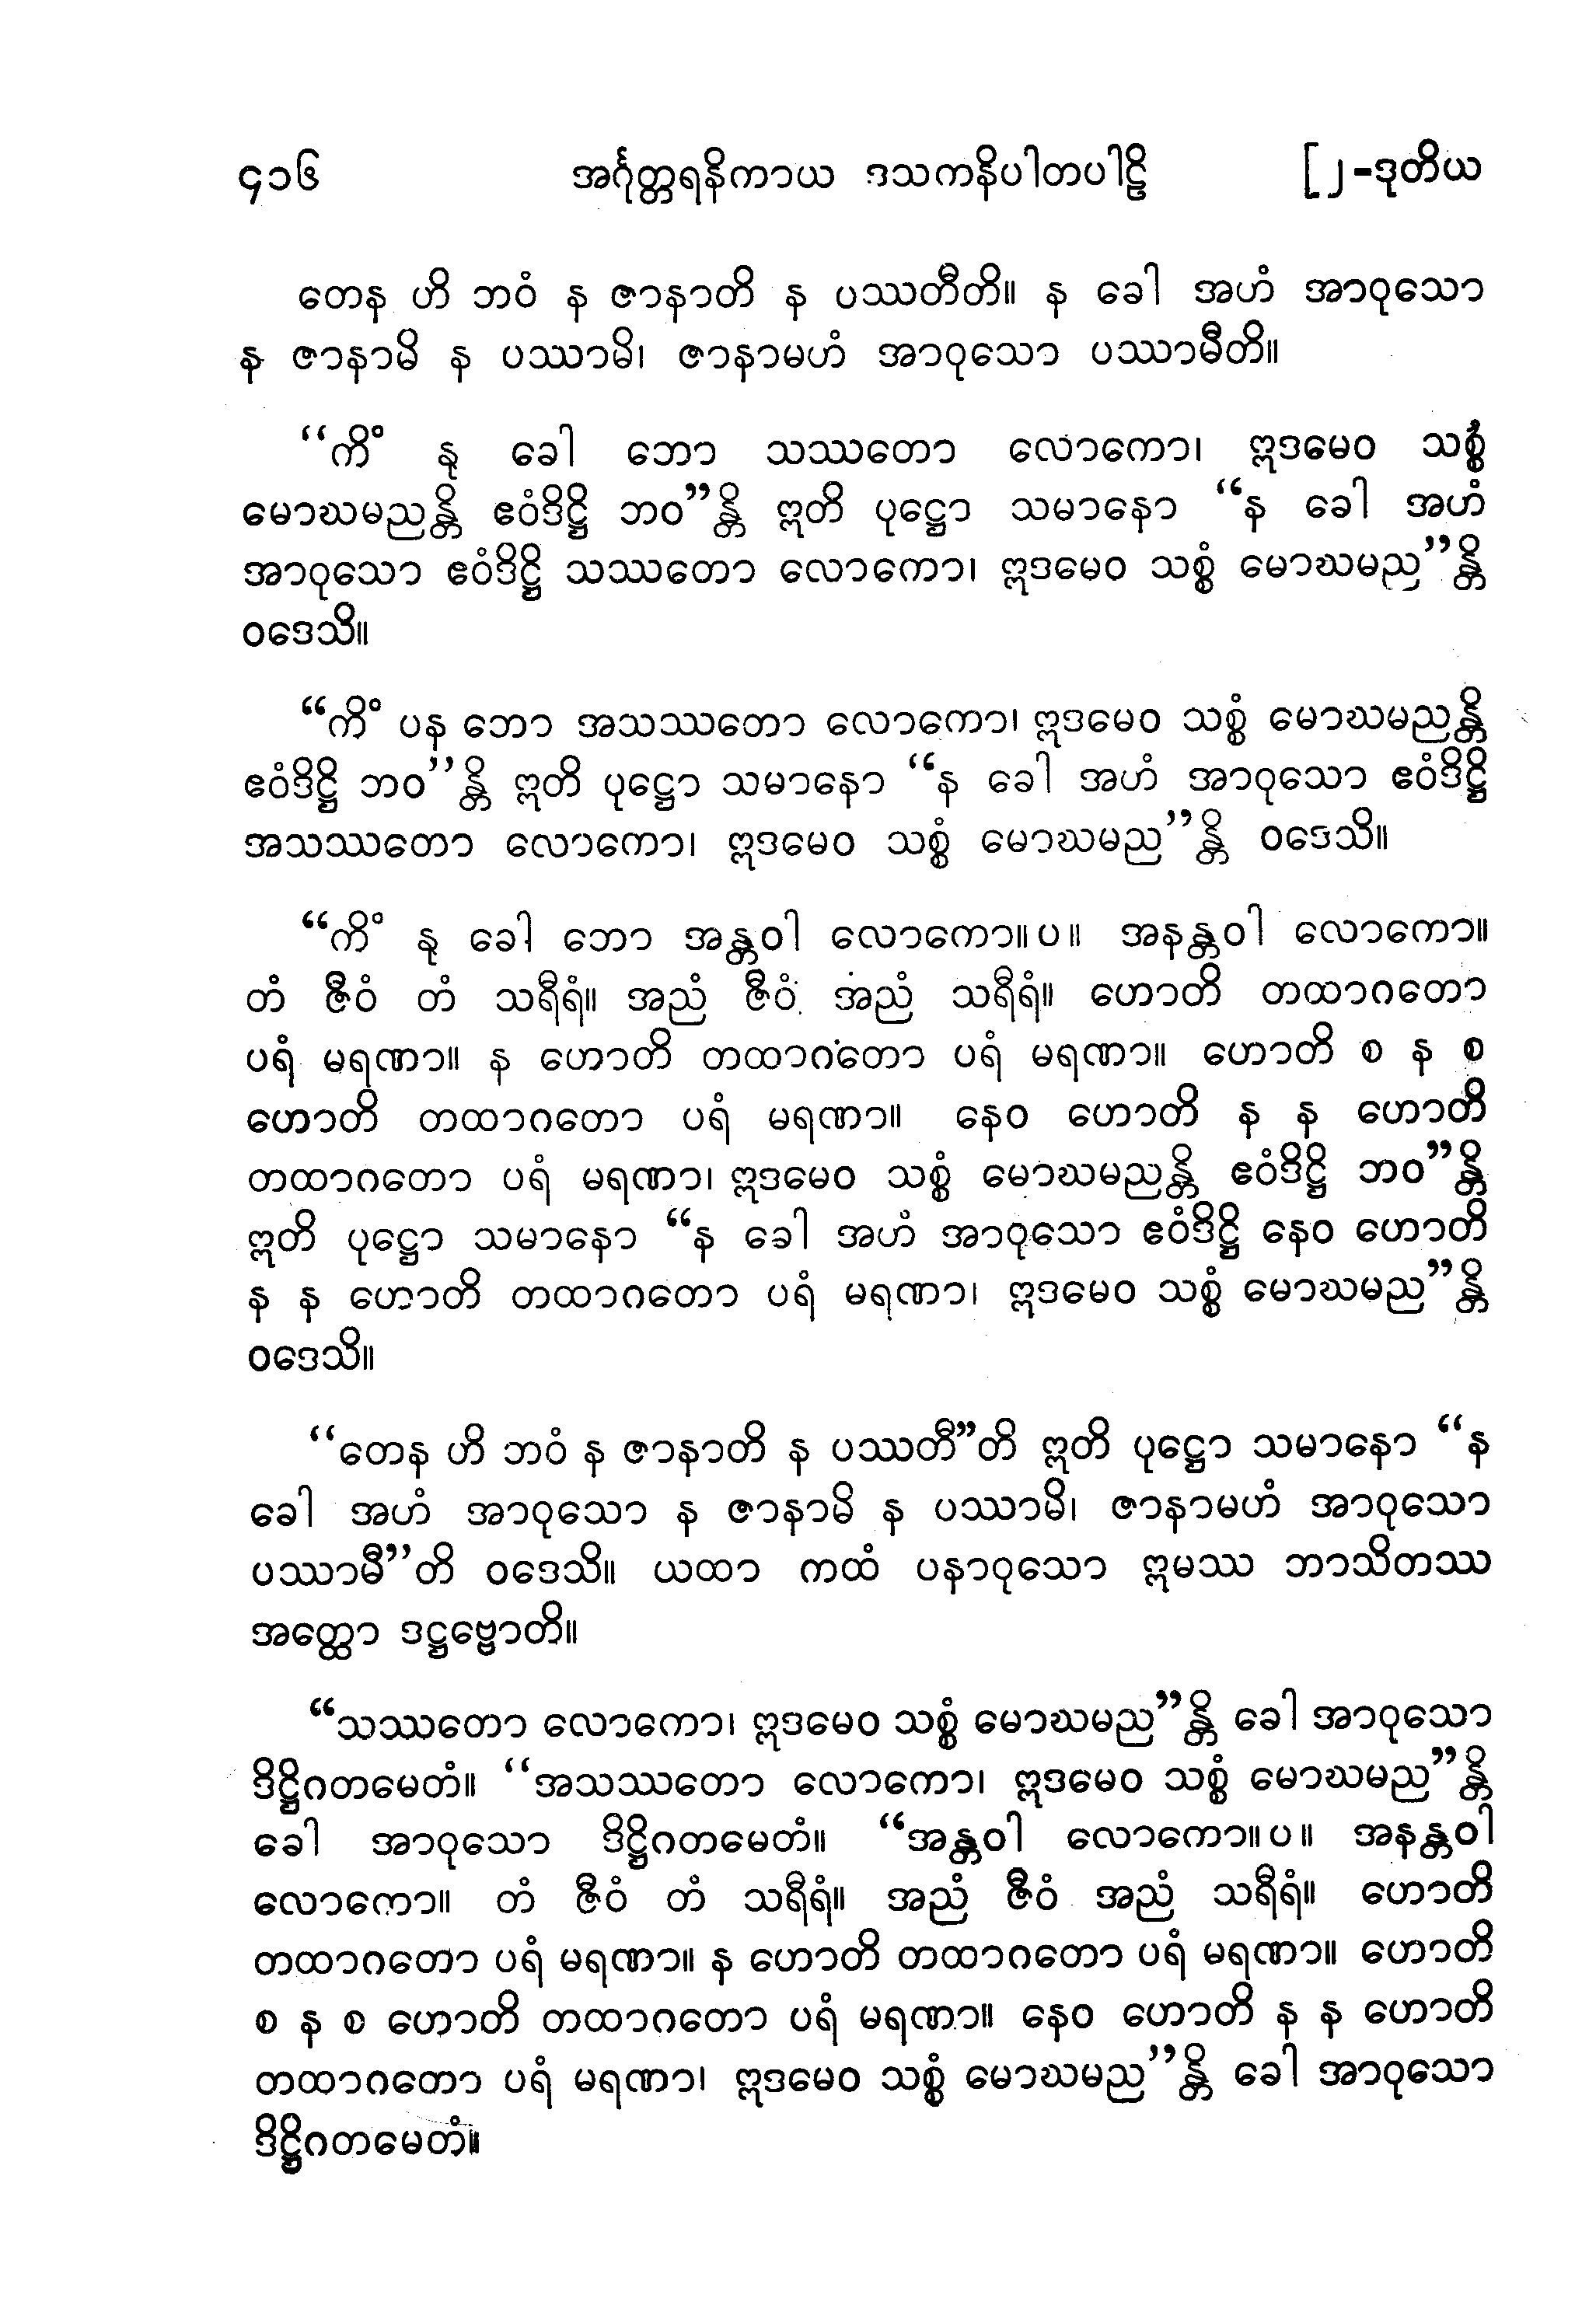 ၄၁၆ အင်္ဂုတ္တရနိကာယ ဒသကနိပါတပါဠိ [၂-ဒုတိယ
တေန ဟိ ဘဝံ န ဇာနာတိ န ပဿတီတိ။ န ခေါ အဟံ အာဝုသော
န ဇာနာမိ န ပဿာမိ၊ ဇာနာမဟံ အာဝုသော ပဿာမီတိ။
“ကိံ နု ခေါ ဘော သဿတော လောကော၊ ဣဒမေဝ သစ္စံ
မောဃမညန္တိ ဧဝံဒိဋ္ဌိ ဘဝ”န္တိ ဣတိ ပုဋ္ဌော သမာနော “န ခေါ အဟံ
အာဝုသော ဧဝံဒိဋ္ဌိ သဿတော လောကော၊ ဣဒမေဝ သစ္စံ မောဃမည”န္တိ
ဝဒေသိ။
“ကိံ ပန ဘော အသဿတော လောကော၊ ဣဒမေဝ သစ္စံ မောဃမညန္တိ
ဧဝံဒိဋ္ဌိ ဘဝ”န္တိ ဣတိ ပုဋ္ဌော သမာနော “န ခေါ အဟံ အာဝုသော ဧဝံဒိဋ္ဌိ
အသဿတော လောကော၊ ဣဒမေဝ သစ္စံ မောဃမည”န္တိ ဝဒေသိ။
“ကိံ နု ခေါ ဘော အန္တဝါ လောကော။ပ။ အနန္တဝါ လောကော။
တံ ဇီဝံ တံ သရီရံ။ အညံ ဇီဝံ အညံ သရီရံ။ ဟောတိ တထာဂတော
ပရံ မရဏာ။ န ဟောတိ တထာဂတော ပရံ မရဏာ။ ဟောတိ စ န စ
ဟောတိ တထာဂတော ပရံ မရဏာ။ နေဝ ဟောတိ န န ဟောတိ
တထာဂတော ပရံ မရဏာ၊ ဣဒမေဝ သစ္စံ မောဃမညန္တိ ဧဝံဒိဋ္ဌိ ဘဝ”န္တိ
ဣတိ ပုဋ္ဌော သမာနော “န ခေါ အဟံ အာဝုသော ဧဝံဒိဋ္ဌိ နေဝ ဟောတိ
န န ဟောတိ တထာဂတော ပရံ မရဏာ၊ ဣဒမေဝ သစ္စံ မောဃမည”န္တိ
ဝဒေသိ။
“တေန ဟိ ဘဝံ န ဇာနာတိ န ပဿတီ”တိ ဣတိ ပုဋ္ဌော သမာနော “န
ခေါ အဟံ အာဝုသော န ဇာနာမိ န ပဿာမိ၊ ဇာနာမဟံ အာဝုသော
ပဿာမီ”တိ ဝဒေသိ။ ယထာ ကထံ ပနာဝုသော ဣမဿ ဘာသိတဿ
အတ္ထော ဒဋ္ဌဗ္ဗောတိ။
“သဿတော လောကော၊ ဣဒမေဝ သစ္စံ မောဃမည”န္တိ ခေါ အာဝုသော
ဒိဋ္ဌိဂတမေတံ။ “အသဿတော လောကော၊ ဣဒမေဝ သစ္စံ မောဃမည”န္တိ
ခေါ အာဝုသော ဒိဋ္ဌိဂတမေတံ။ “အန္တဝါ လောကော။ပ။ အနန္တဝါ
လောကော။ တံ ဇီဝံ တံ သရီရံ။ အညံ ဇီဝံ အညံ သရီရံ။ ဟောတိ
တထာဂတော ပရံ မရဏာ။ န ဟောတိ တထာဂတော ပရံ မရဏာ။ ဟောတိ
စ န စ ဟောတိ တထာဂတော ပရံ မရဏာ။ နေဝ ဟောတိ န န ဟောတိ
တထာဂတော ပရံ မရဏာ၊ ဣဒမေဝ သစ္စံ မောဃမည”န္တိ ခေါ အာဝုသော
ဒိဋ္ဌိဂတမေတံ။